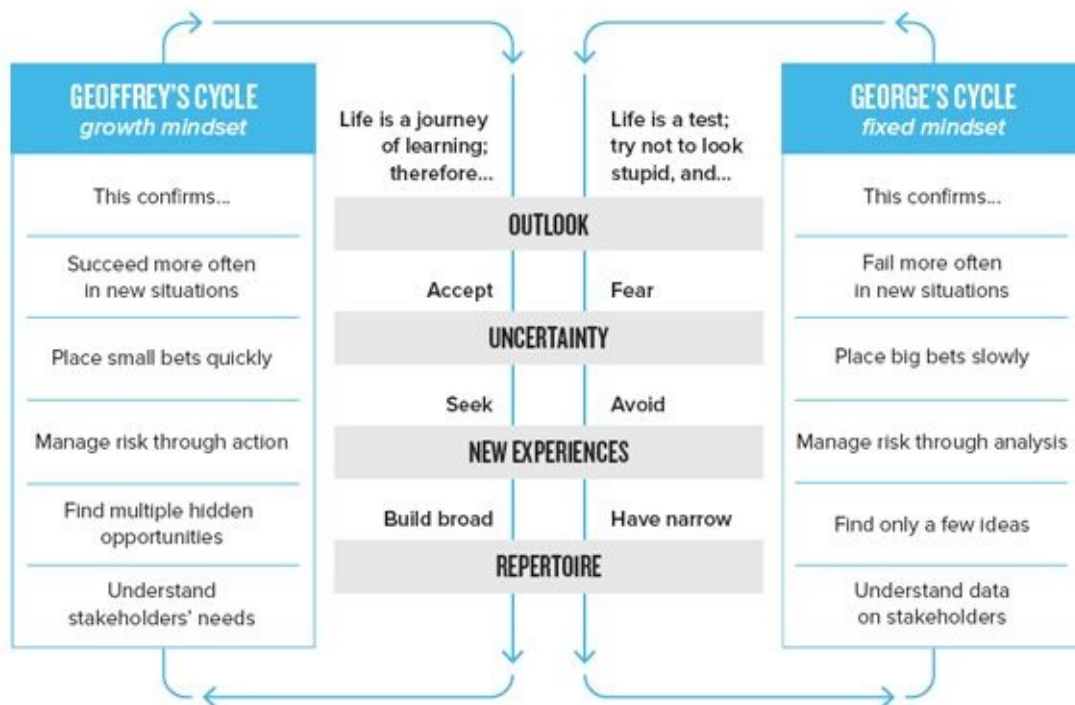 GEOFFREY'S CYCLE
growth mindset
This confirms...
Succeed more often
in new situations
Place small bets quickly
Manage risk through action
Find multiple hidden
opportunities
Understand
stakeholders' needs
Life is a journey
of learning;
therefore...
Life is a test;
try not to look
stupid, and...
OUTLOOK
Accept
Fear
UNCERTAINTY
Seek
Avoid
NEW EXPERIENCES
Build broad
Have narrow
REPERTOIRE
GEORGE'S CYCLE
fixed mindset
This confirms...
Fail more often
in new situations
Place big bets slowly
Manage risk through analysis
Find only a few ideas
Understand data
on stakeholders